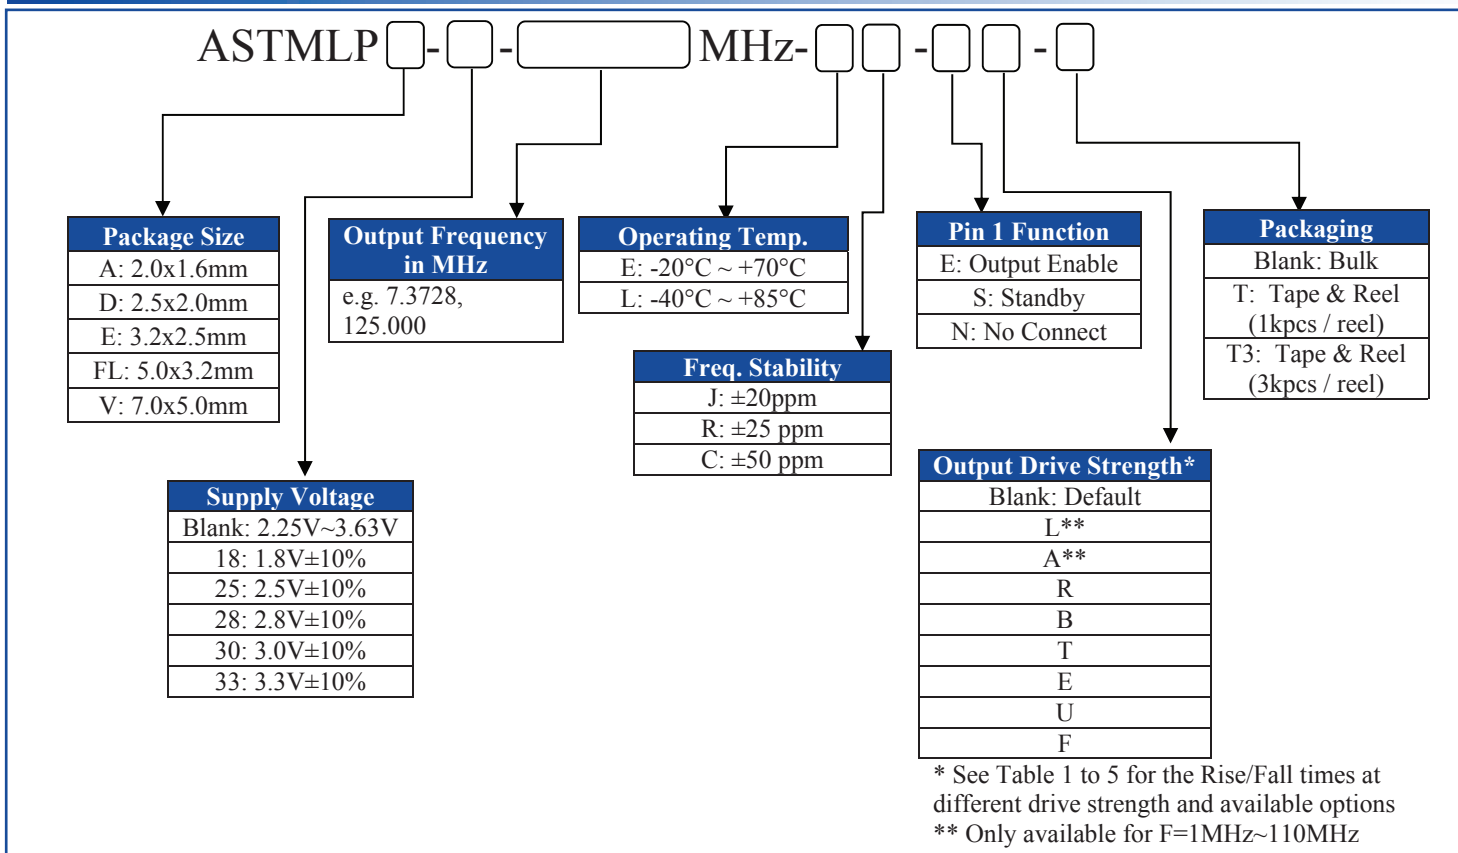 ASTMLP - - MHz- - -
Package Size
A: 2.0x1.6mm
D: 2.5x2.0mm
E: 3.2x2.5mm
FL: 5.0x3.2mm
V: 7.0x5.0mm
Supply Voltage
Blank: 2.25V~3.63V
18: 1.8V±10%
25: 2.5V±10%
28: 2.8V±10%
30: 3.0V±10%
33: 3.3V±10%
Output Frequency
in MHz
e.g. 7.3728,
125.000
Operating Temp.
E: -20°C ~ +70°C
L: -40°C ~ +85°C
Freq. Stability
J: ±20ppm
R: ±25 ppm
C: ±50 ppm
Pin 1 Function
E: Output Enable
S: Standby
N: No Connect
Output Drive Strength*
Blank: Default
L**
A**
R
B
T
E
U
F
Packaging
Blank: Bulk
T: Tape & Reel
(1kpcs / reel)
T3: Tape & Reel
(3kpcs / reel)
* See Table 1 to 5 for the Rise/Fall times at
different drive strength and available options
** Only available for F=1MHz~110MHz